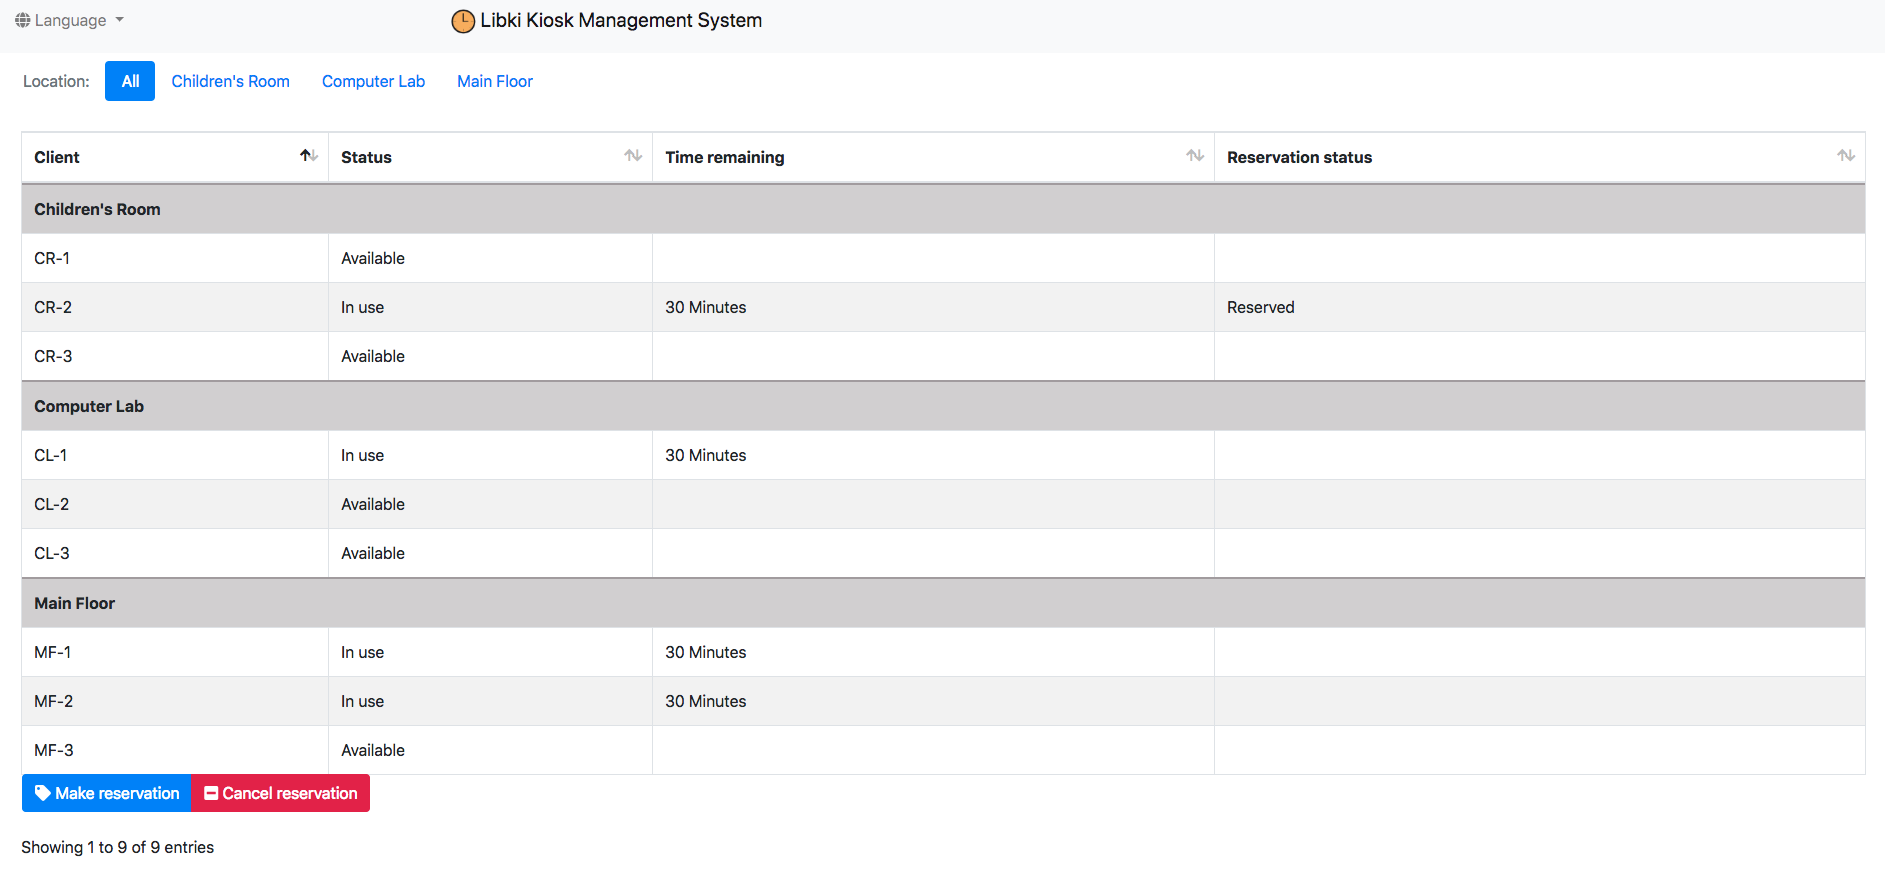 Language
Libki Kiosk Management System
Location: All Children's Room Computer Lab Main Floor
Client Status Time remaining Reservation status
Children's Room
CR-1 Available
CR-2 In use 30 Minutes Reserved
CR-3 Available
Computer Lab
CL-1 In use 30 Minutes
CL-2 Available
CL-3 Available
Main Floor
MF-1 In use 30 Minutes
MF-2 In use 30 Minutes
MF-3 Available
Make reservation Cancel reservation
Showing 1 to 9 of 9 entries